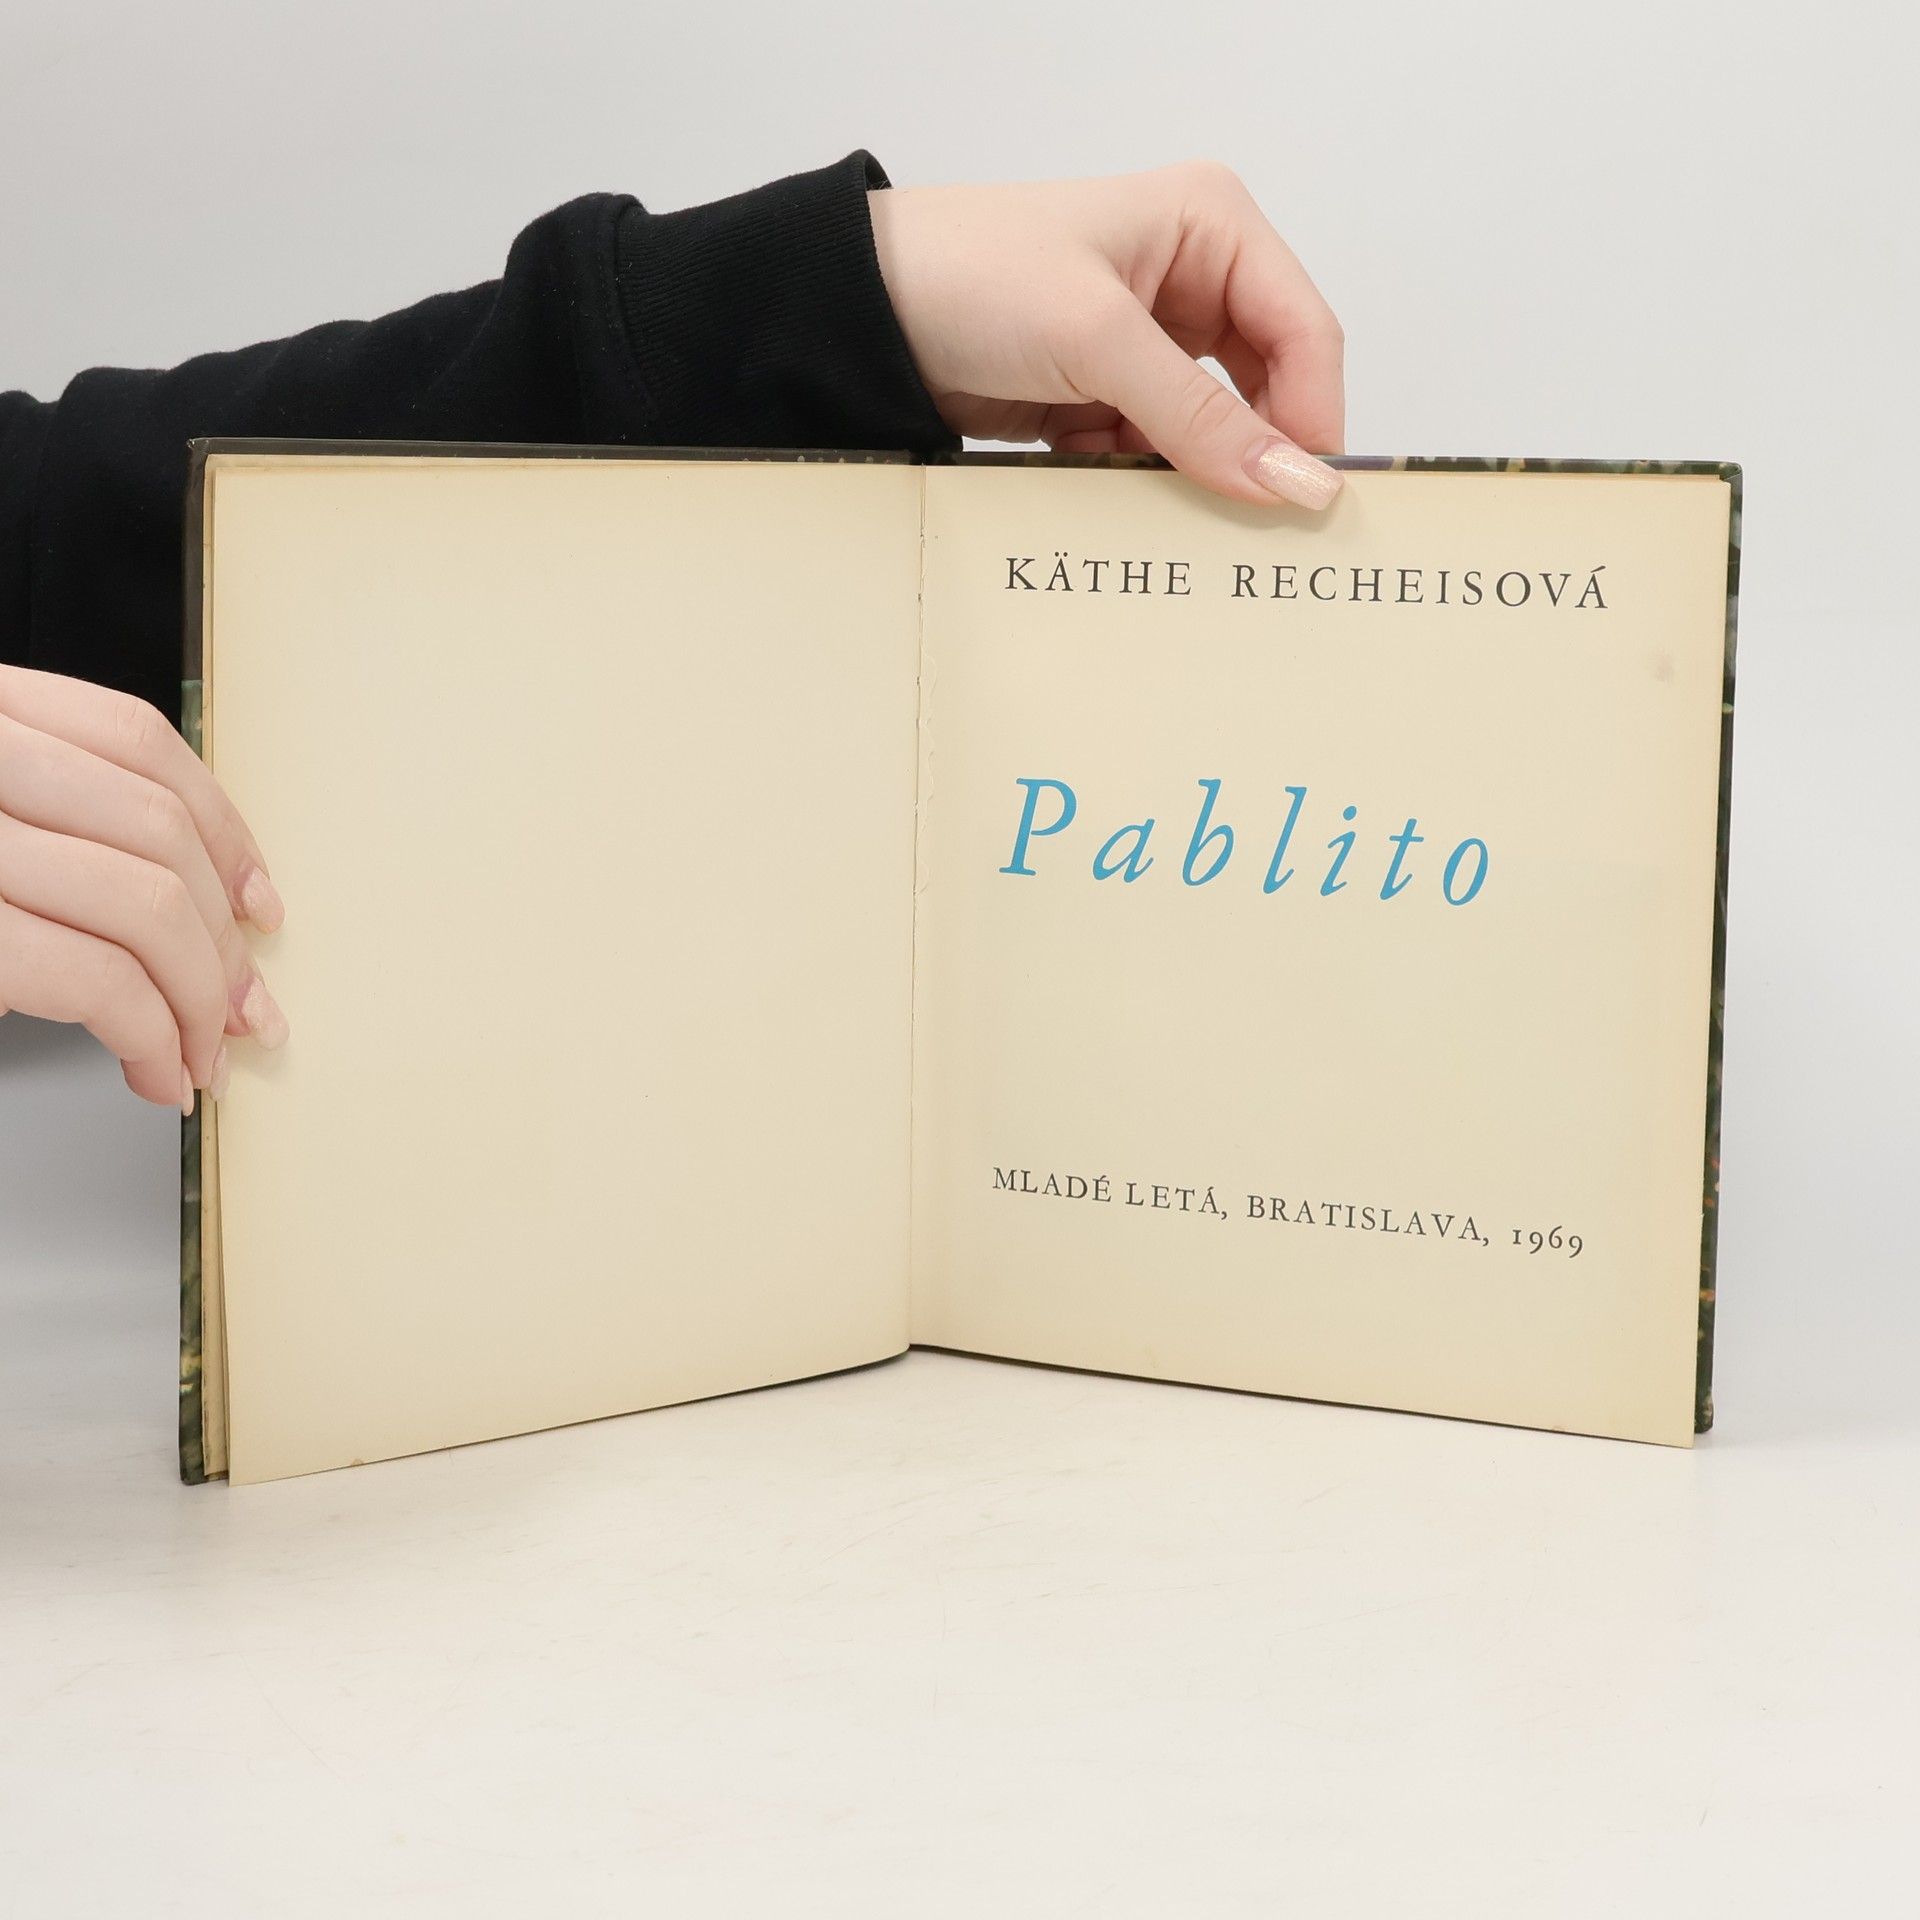 KÄTHE RECHEISOVÁ
Pablito
MLADÉ LETÁ, BRATISLAVA, 1969